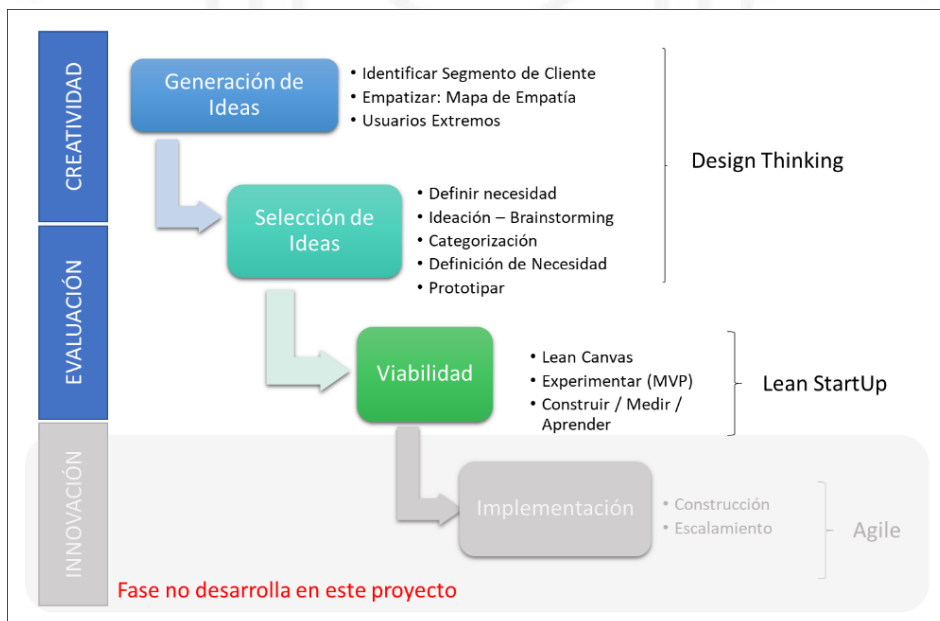 CREATIVIDAD
Generación de
Ideas
• Identificar Segmento de Cliente
• Empatizar: Mapa de Empatía
• Usuarios Extremos
Design Thinking
Selección de
Ideas
• Definir necesidad
• Ideación – Brainstorming
• Categorización
• Definición de Necesidad
• Prototipar
EVALUACIÓN
Viabilidad
• Lean Canvas
• Experimentar (MVP)
• Construir / Medir /
Aprender
Lean StartUp
INNOVACIÓN
Implementación
• Construcción
• Escalamiento
Agile
Fase no desarrolla en este proyecto